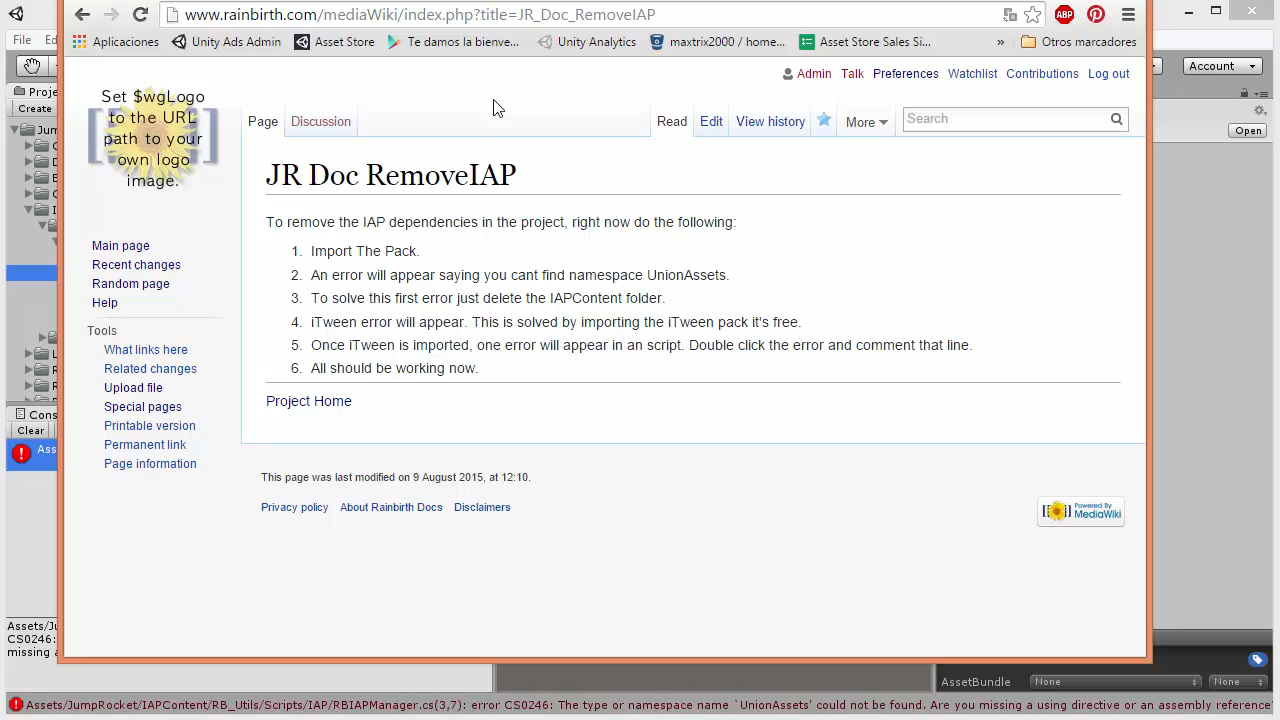 www.rainbirth.com/mediaWiki/index.php?title=JR_Doc_RemoveIAP
ABP
Aplicaciones Unity Ads Admin Asset Store Te damos la bienve... Unity Analytics maxtrix2000 / home... Asset Store Sales Si... » Otros marcadores
File Ed
Account
Proje
Create
Open
Admin Talk Preferences Watchlist Contributions Log out
Set $wgLogo
to the URL
path to your
own logo
image.
Page Discussion Read Edit View history More Search
JR Doc RemoveIAP
To remove the IAP dependencies in the project, right now do the following:
1. Import The Pack.
2. An error will appear saying you cant find namespace UnionAssets.
3. To solve this first error just delete the IAPContent folder.
4. iTween error will appear. This is solved by importing the iTween pack it's free.
5. Once iTween is imported, one error will appear in an script. Double click the error and comment that line.
6. All should be working now.
Project Home
Main page
Recent changes
Random page
Help
Tools
What links here
Related changes
Upload file
Special pages
Printable version
Permanent link
Page information
This page was last modified on 9 August 2015, at 12:10.
Privacy policy About Rainbirth Docs Disclaimers
Powered By
MediaWiki
Jum
Cons
Clear
Ass
Assets/Ju
CS0246:
missing a
AssetBundle None None
Assets/JumpRocket/IAPContent/RB_Utils/Scripts/IAP/RBIAPManager.cs(3,7): error CS0246: The type or namespace name `UnionAssets' could not be found. Are you missing a using directive or an assembly reference